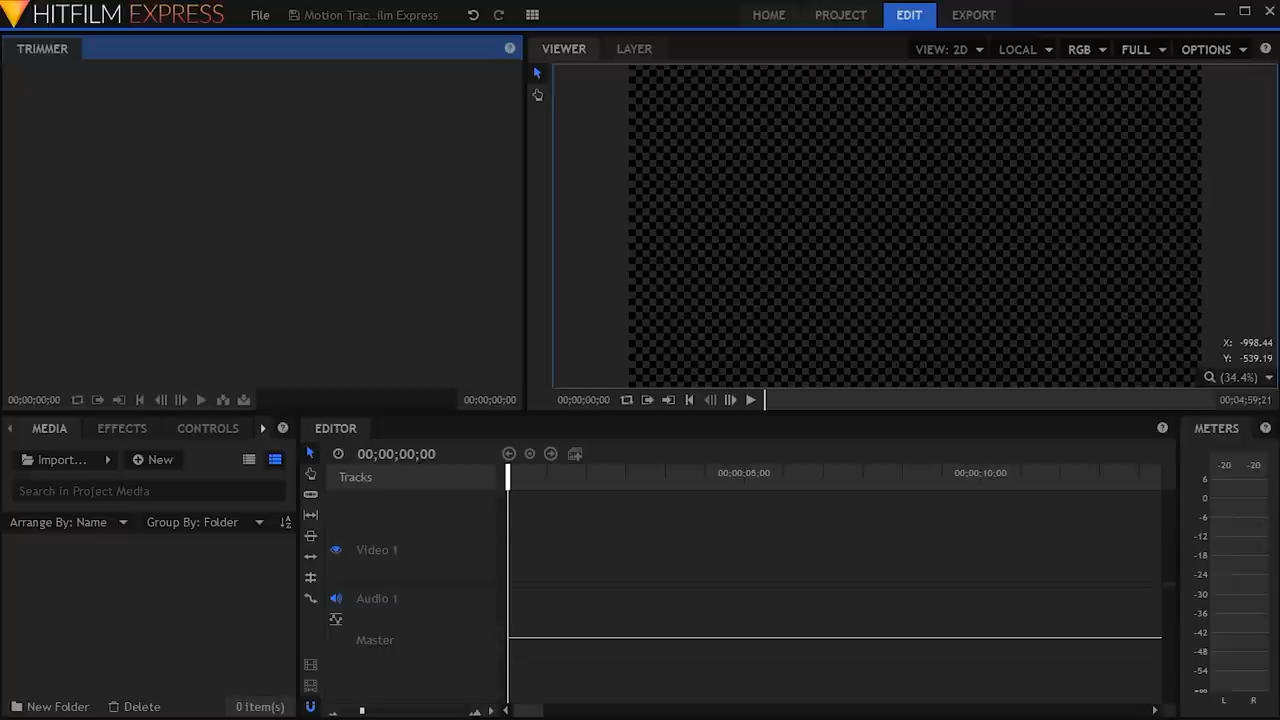 HITFILM EXPRESS
File
Motion Trac...ilm Express
HOME
PROJECT
EDIT
EXPORT
TRIMMER
VIEWER
LAYER
VIEW: 2D
LOCAL
RGB
FULL
OPTIONS
X: -998.44
Y: -539.19
(34.4%)
00;00;00;00
00;00;00;00
00;00;00;00
00;04;59;21
MEDIA
EFFECTS
CONTROLS
EDITOR
METERS
Import...
New
00;00;00;00
Search in Project Media
Tracks
00;00;05;00
00;00;10;00
Arrange By: Name
Group By: Folder
Video 1
Audio 1
Master
-20 -20
6
0
-6
-12
-18
-24
-30
-36
-42
-48
-54
-∞
L R
New Folder
Delete
0 item(s)